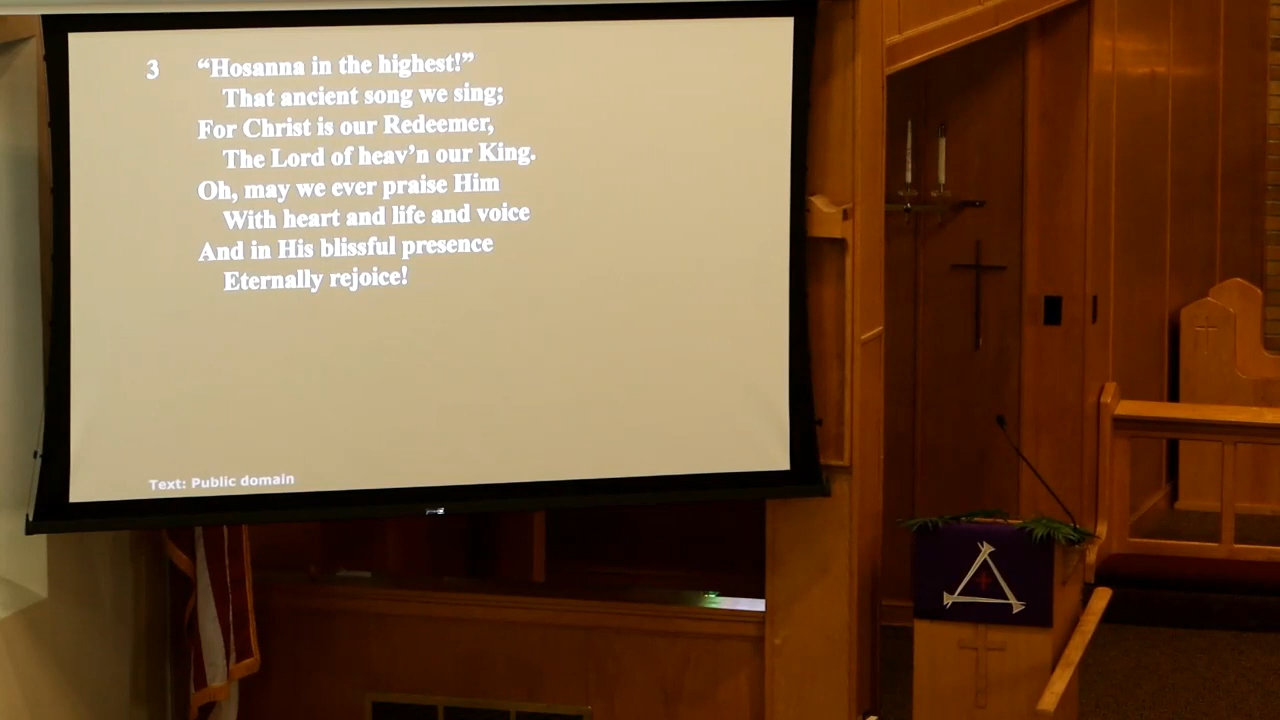 3 “Hosanna in the highest!”
That ancient song we sing;
For Christ is our Redeemer,
The Lord of heav’n our King.
Oh, may we ever praise Him
With heart and life and voice
And in His blissful presence
Eternally rejoice!
Text: Public domain